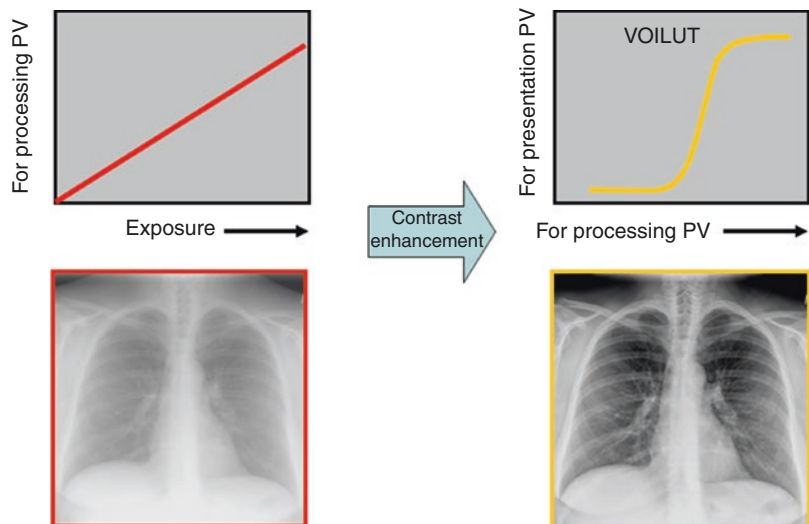 For processing PV
Exposure
Contrast
enhancement
VOILUT
For presentation PV
For processing PV